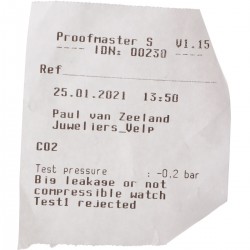 Proofmaster S V1.15
--- IDN: 00230 ---
Ref
25.01.2021 13:50
Paul van Zeeland
Juweliers_Velp
CO2
Test pressure : -0.2 bar
Big leakage or not
compressible watch
Test1 rejected